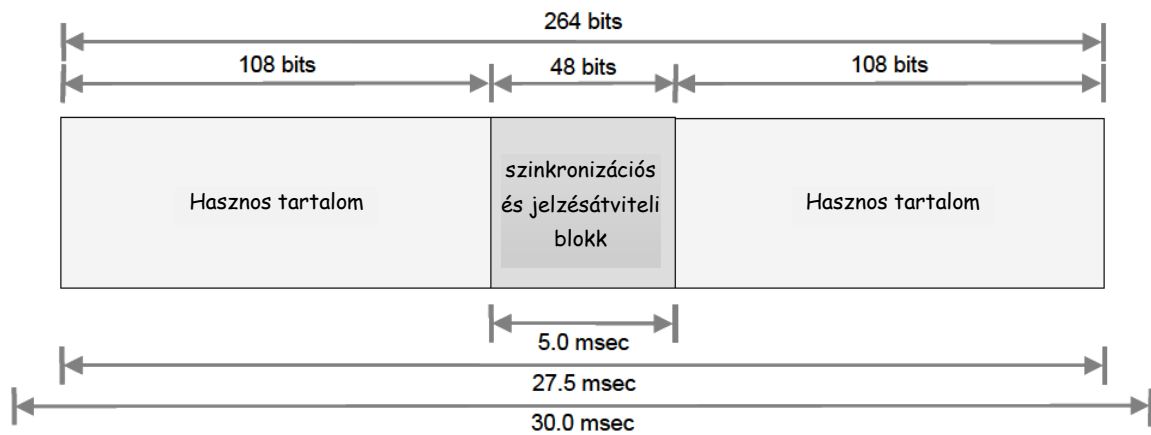 264 bits
108 bits 48 bits 108 bits
Hasznos tartalom
szinkronizációs
és jelzésátviteli
blokk
Hasznos tartalom
5.0 msec
27.5 msec
30.0 msec